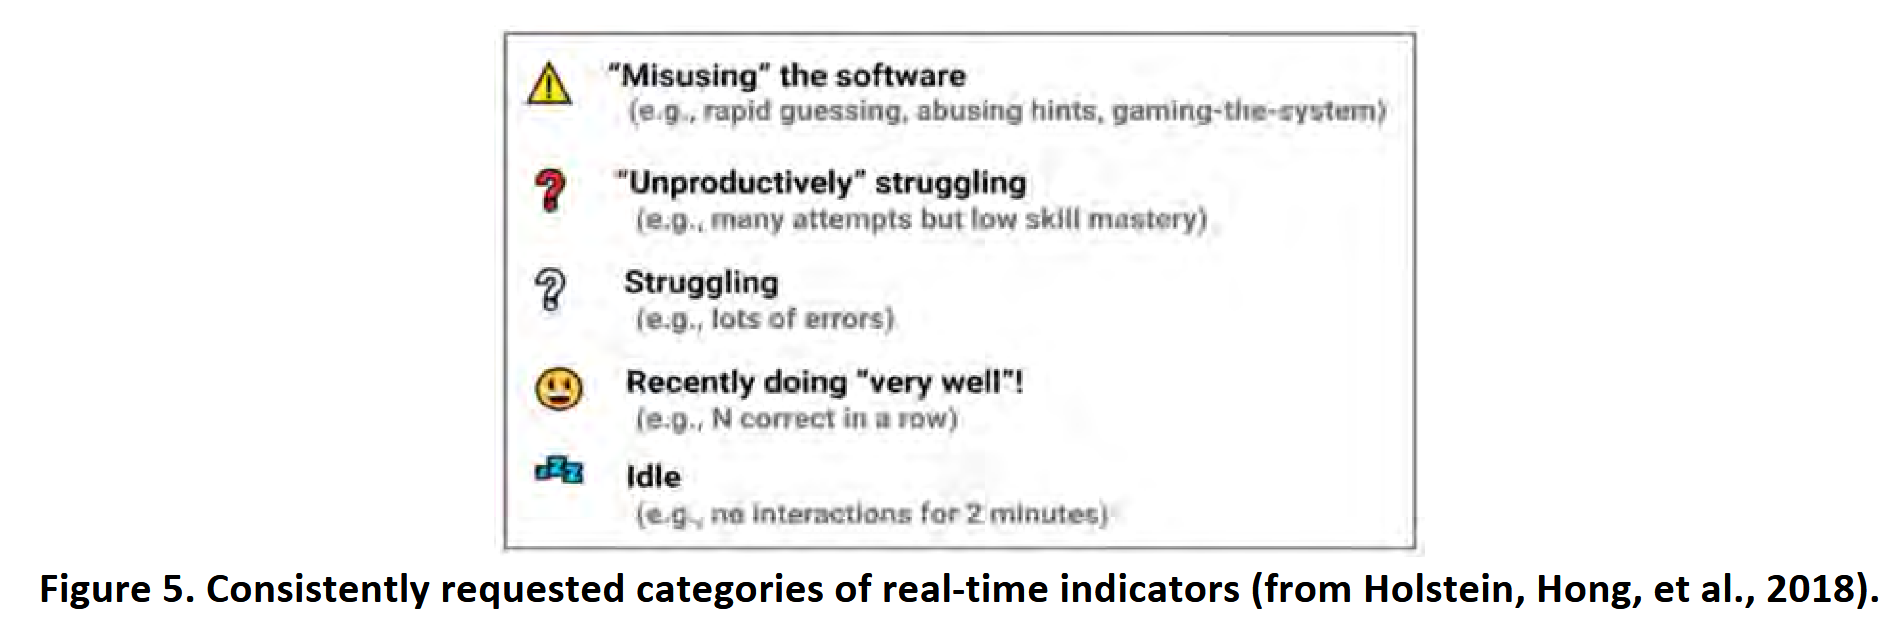 “Misusing” the software
(e.g., rapid guessing, abusing hints, gaming-the-system)
“Unproductively” struggling
(e.g., many attempts but low skill mastery)
Struggling
(e.g., lots of errors)
Recently doing “very well”!
(e.g., N correct in a row)
zzz
Idle
(e.g., no interactions for 2 minutes)
Figure 5. Consistently requested categories of real-time indicators (from Holstein, Hong, et al., 2018).